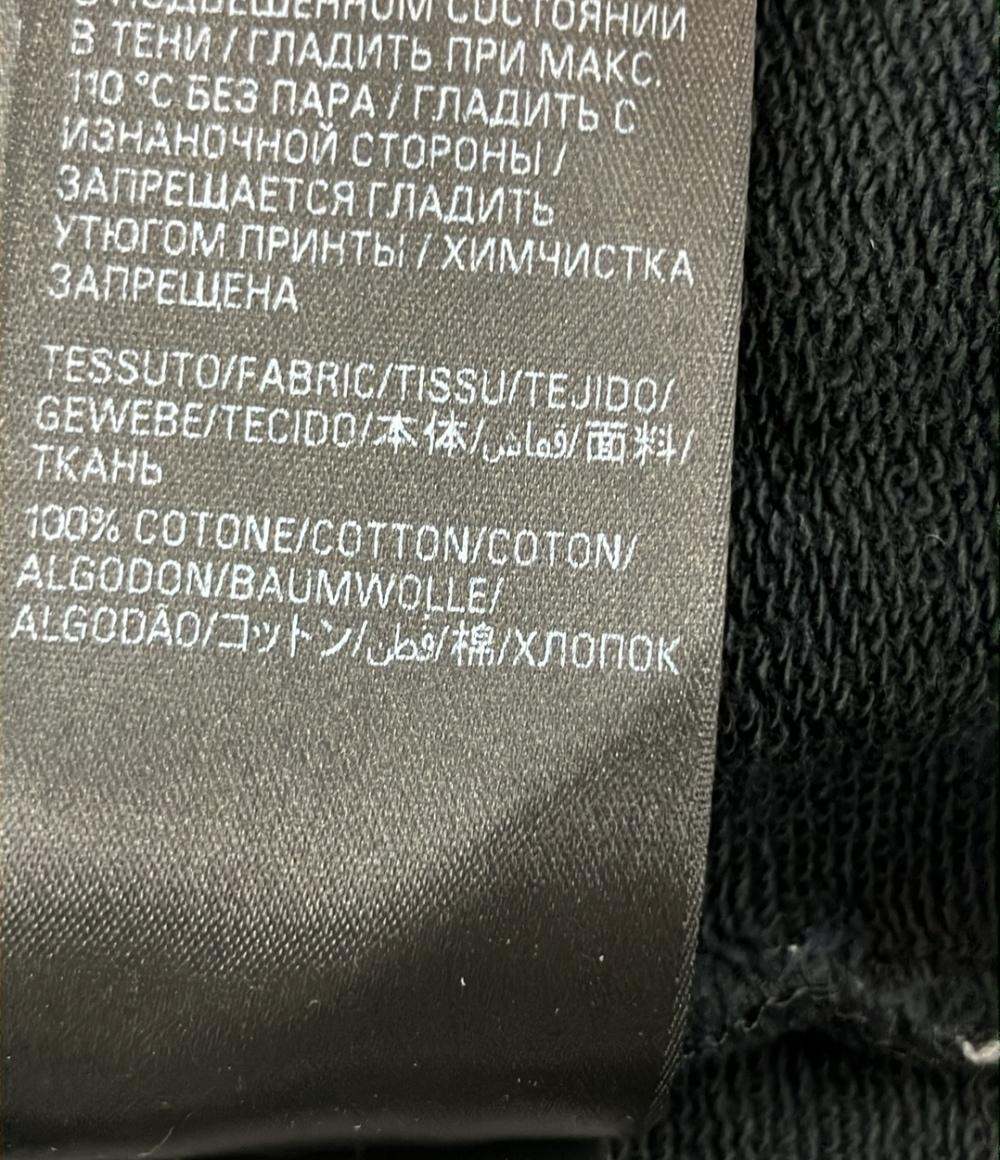 ПОДВЕШЕННОМ СОСТОЯНИИ
В ТЕНИ / ГЛАДИТЬ ПРИ МАКС.
110 °C БЕЗ ПАРА / ГЛАДИТЬ С
ИЗНАНОЧНОЙ СТОРОНЫ /
ЗАПРЕЩАЕТСЯ ГЛАДИТЬ
УТЮГОМ ПРИНТЫ / ХИМЧИСТКА
ЗАПРЕЩЕНА
TESSUTO/FABRIC/TISSU/TEJIDO/
GEWEBE/TECIDO/本体/قماش/面料/
ТКАНЬ
100% COTONE/COTTON/COTON/
ALGODON/BAUMWOLLE/
ALGODÃO/コットン/قطن/棉/ХЛОПОК